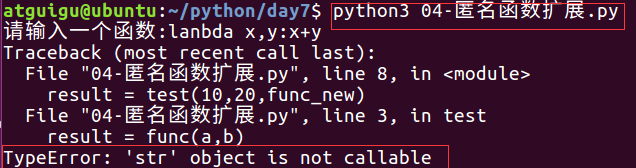 atguigu@ubuntu:~/python/day7$ python3 04-匿名函数扩展.py
请输入一个函数:lanbda x,y:x+y
Traceback (most recent call last):
  File "04-匿名函数扩展.py", line 8, in <module>
    result = test(10,20,func_new)
  File "04-匿名函数扩展.py", line 3, in test
    result = func(a,b)
TypeError: 'str' object is not callable